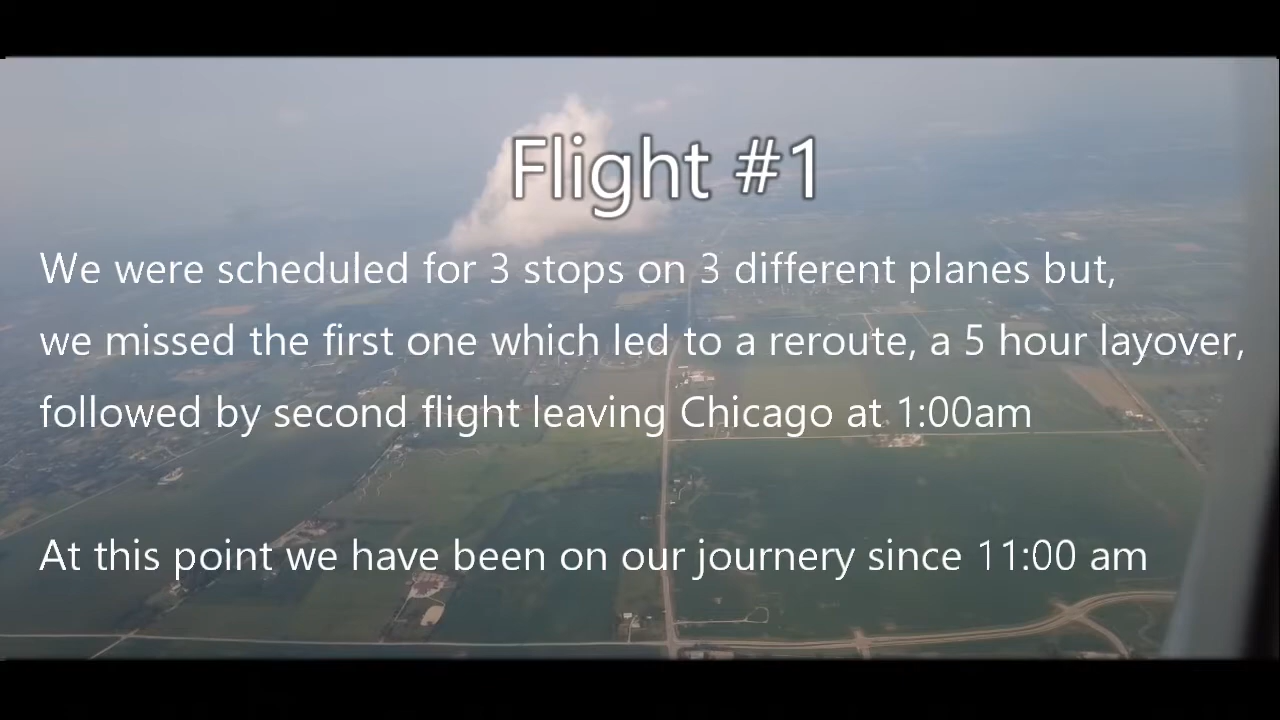 Flight #1
We were scheduled for 3 stops on 3 different planes but,
we missed the first one which led to a reroute, a 5 hour layover,
followed by second flight leaving Chicago at 1:00am
At this point we have been on our journery since 11:00 am